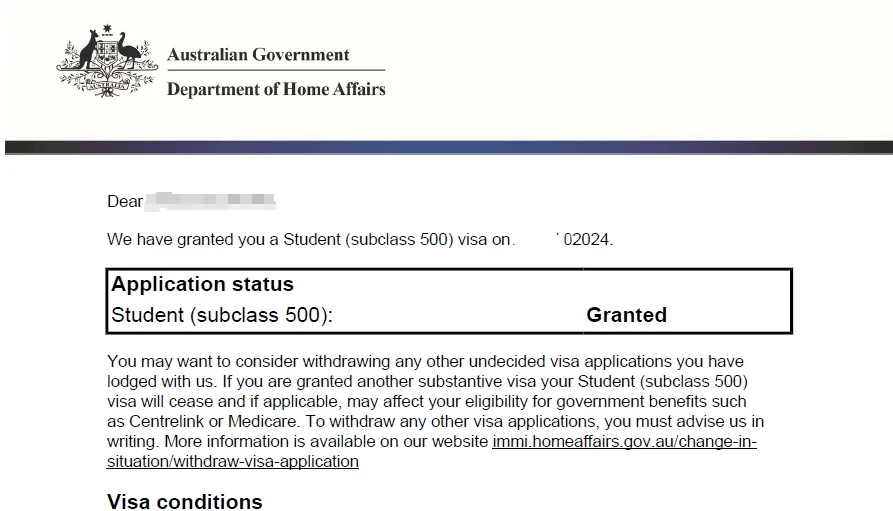 AUSTRALIA
Australian Government
Department of Home Affairs
Dear
We have granted you a Student (subclass 500) visa on. 02024.
Application status
Student (subclass 500): Granted
You may want to consider withdrawing any other undecided visa applications you have
lodged with us. If you are granted another substantive visa your Student (subclass 500)
visa will cease and if applicable, may affect your eligibility for government benefits such
as Centrelink or Medicare. To withdraw any other visa applications, you must advise us in
writing. More information is available on our website immi.homeaffairs.gov.au/change-in-
situation/withdraw-visa-application
Visa conditions